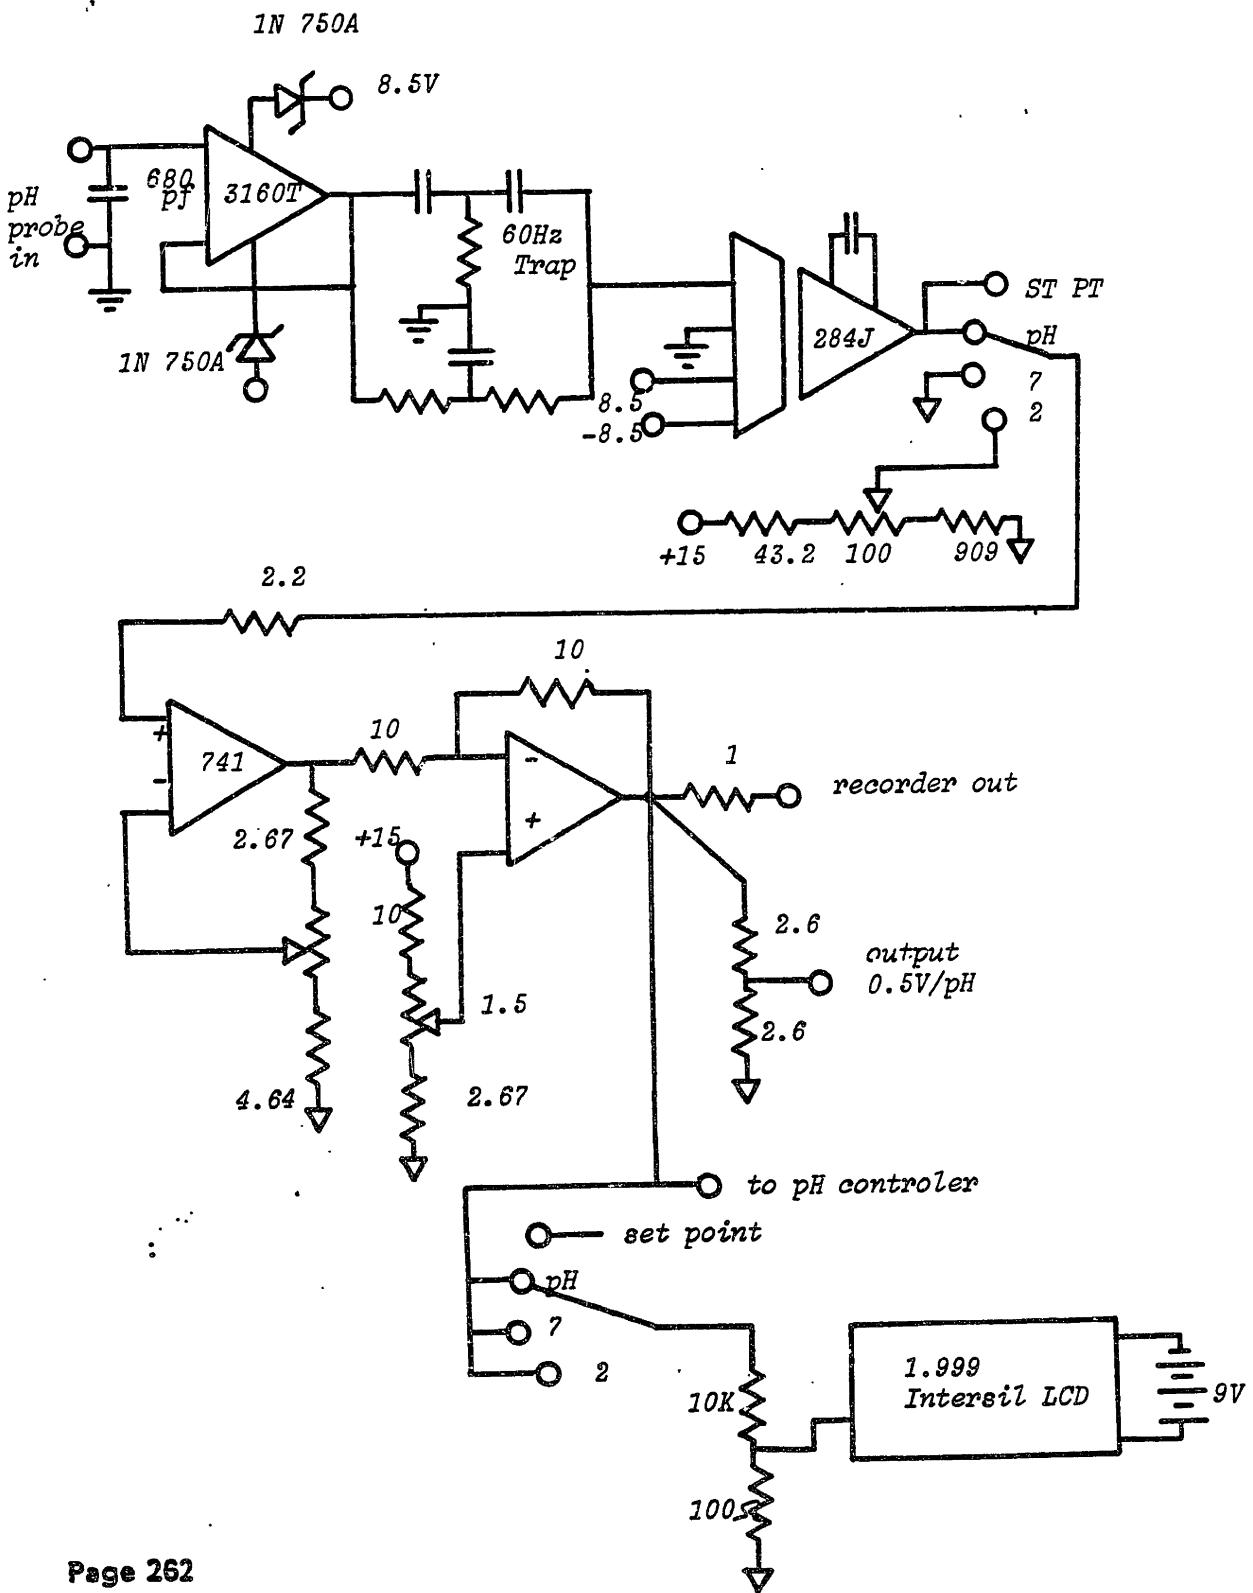 1N 750A
8.5V
680
pf
3160T
pH
probe
in
60Hz
Trap
1N 750A
284J
ST PT
pH
7
2
8.5
-8.5
+15
43.2
100
909
2.2
10
10
+
-
741
-
+
1
recorder out
2.67
+15
10
2.6
output
0.5V/pH
1.5
2.6
4.64
2.67
to pH controler
set point
pH
7
2
1.999
Intersil LCD
9V
10K
100
Page 262